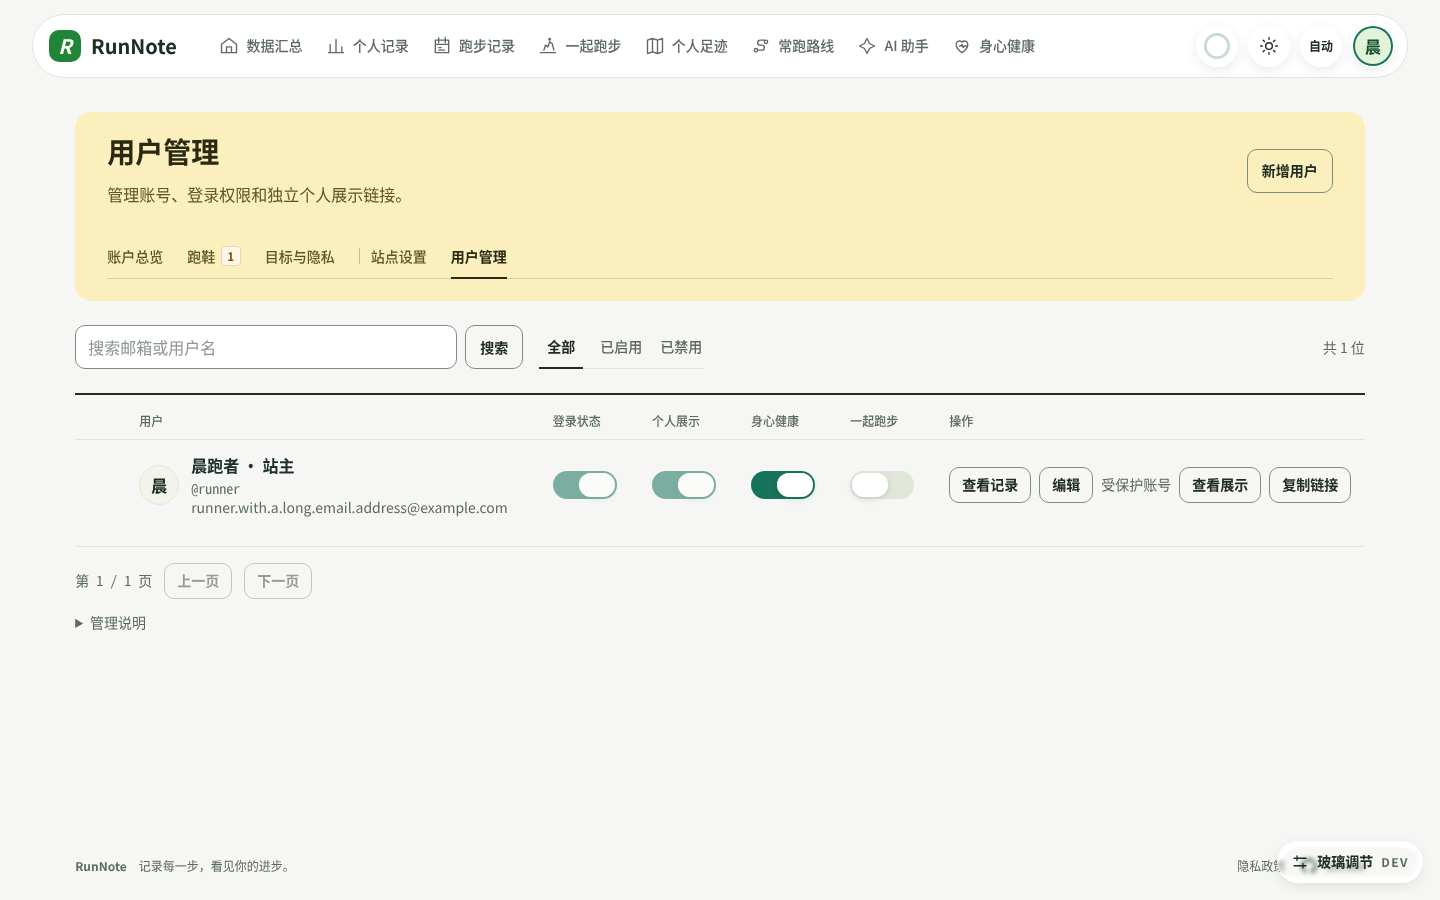 R RunNote 数据汇总 个人记录 跑步记录 一起跑步 个人足迹 常跑路线 AI 助手 身心健康 自动 晨
用户管理
管理账号、登录权限和独立个人展示链接。
新增用户
账户总览 跑鞋 1 目标与隐私 站点设置 用户管理
搜索邮箱或用户名 搜索 全部 已启用 已禁用 共 1 位
用户 登录状态 个人展示 身心健康 一起跑步 操作
晨 晨跑者 · 站主
@runner
runner.with.a.long.email.address@example.com
查看记录 编辑 受保护账号 查看展示 复制链接
第 1 / 1 页 上一页 下一页
▶ 管理说明
RunNote 记录每一步，看见你的进步。
隐私政 玻璃调节 DEV